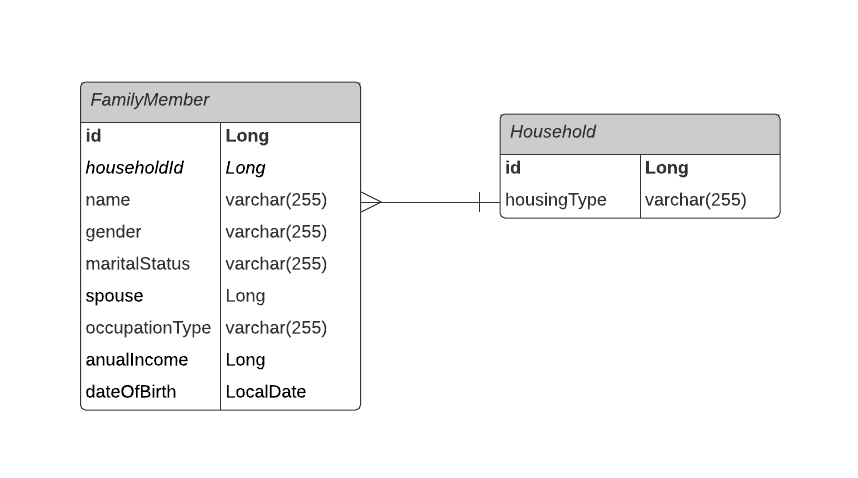 FamilyMember
id Long
householdId Long
name varchar(255)
gender varchar(255)
maritalStatus varchar(255)
spouse Long
occupationType varchar(255)
anualIncome Long
dateOfBirth LocalDate
Household
id Long
housingType varchar(255)